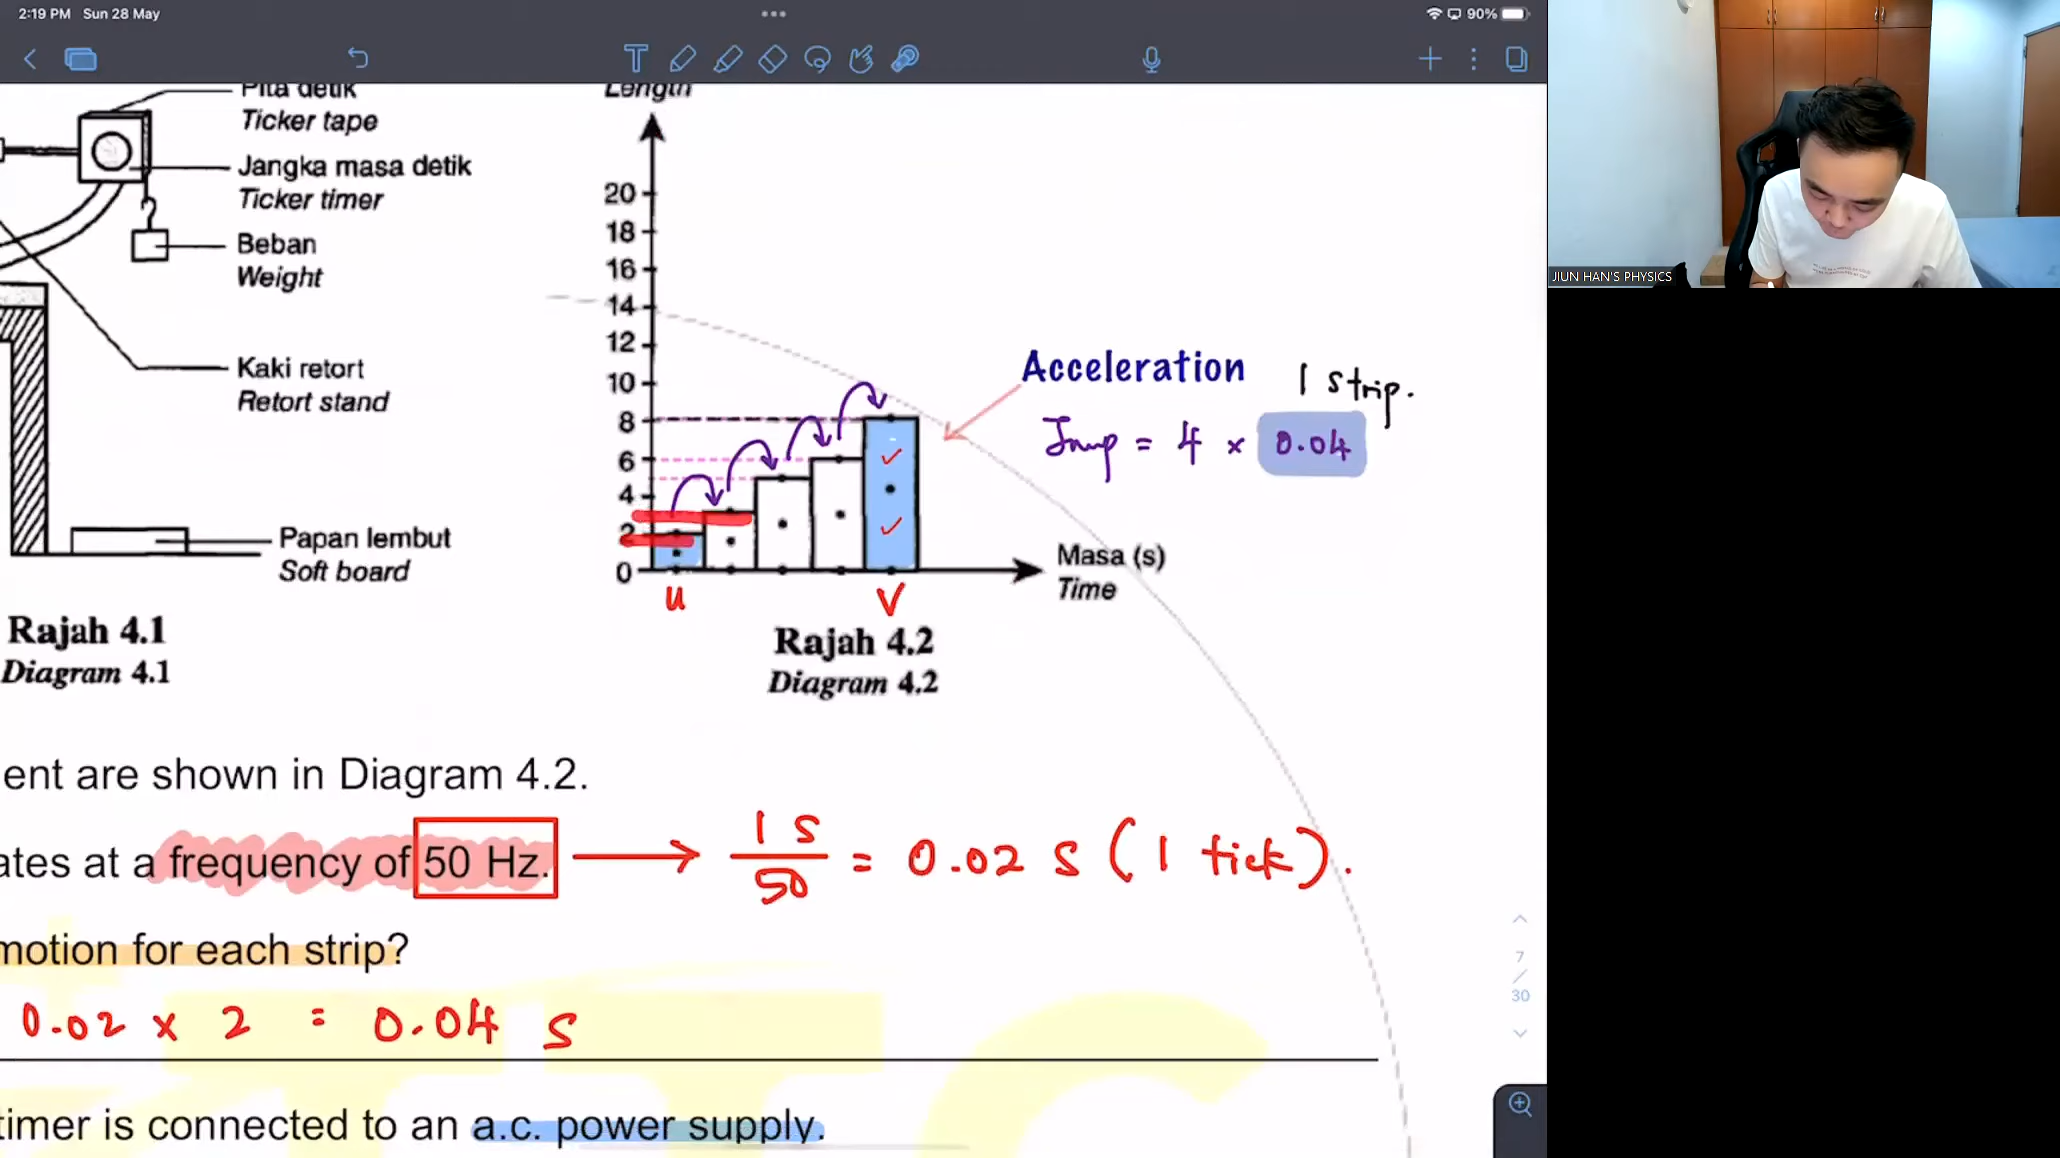 2:19 PM Sun 28 May
90%
Pita detik
Ticker tape
Jangka masa detik
Ticker timer
Beban
Weight
Kaki retort
Retort stand
Papan lembut
Soft board
Rajah 4.1
Diagram 4.1
Length
20
18
16
14
12
10
8
6
4
2
0
u
v
Masa (s)
Time
Rajah 4.2
Diagram 4.2
Acceleration
1 strip.
Jump = 4 × 0.04
ent are shown in Diagram 4.2.
ates at a frequency of 50 Hz. → 1 s / 50 = 0.02 s (1 tick).
motion for each strip?
0.02 × 2 = 0.04 s
timer is connected to an a.c. power supply.
7
/
30
JIUN HAN'S PHYSICS